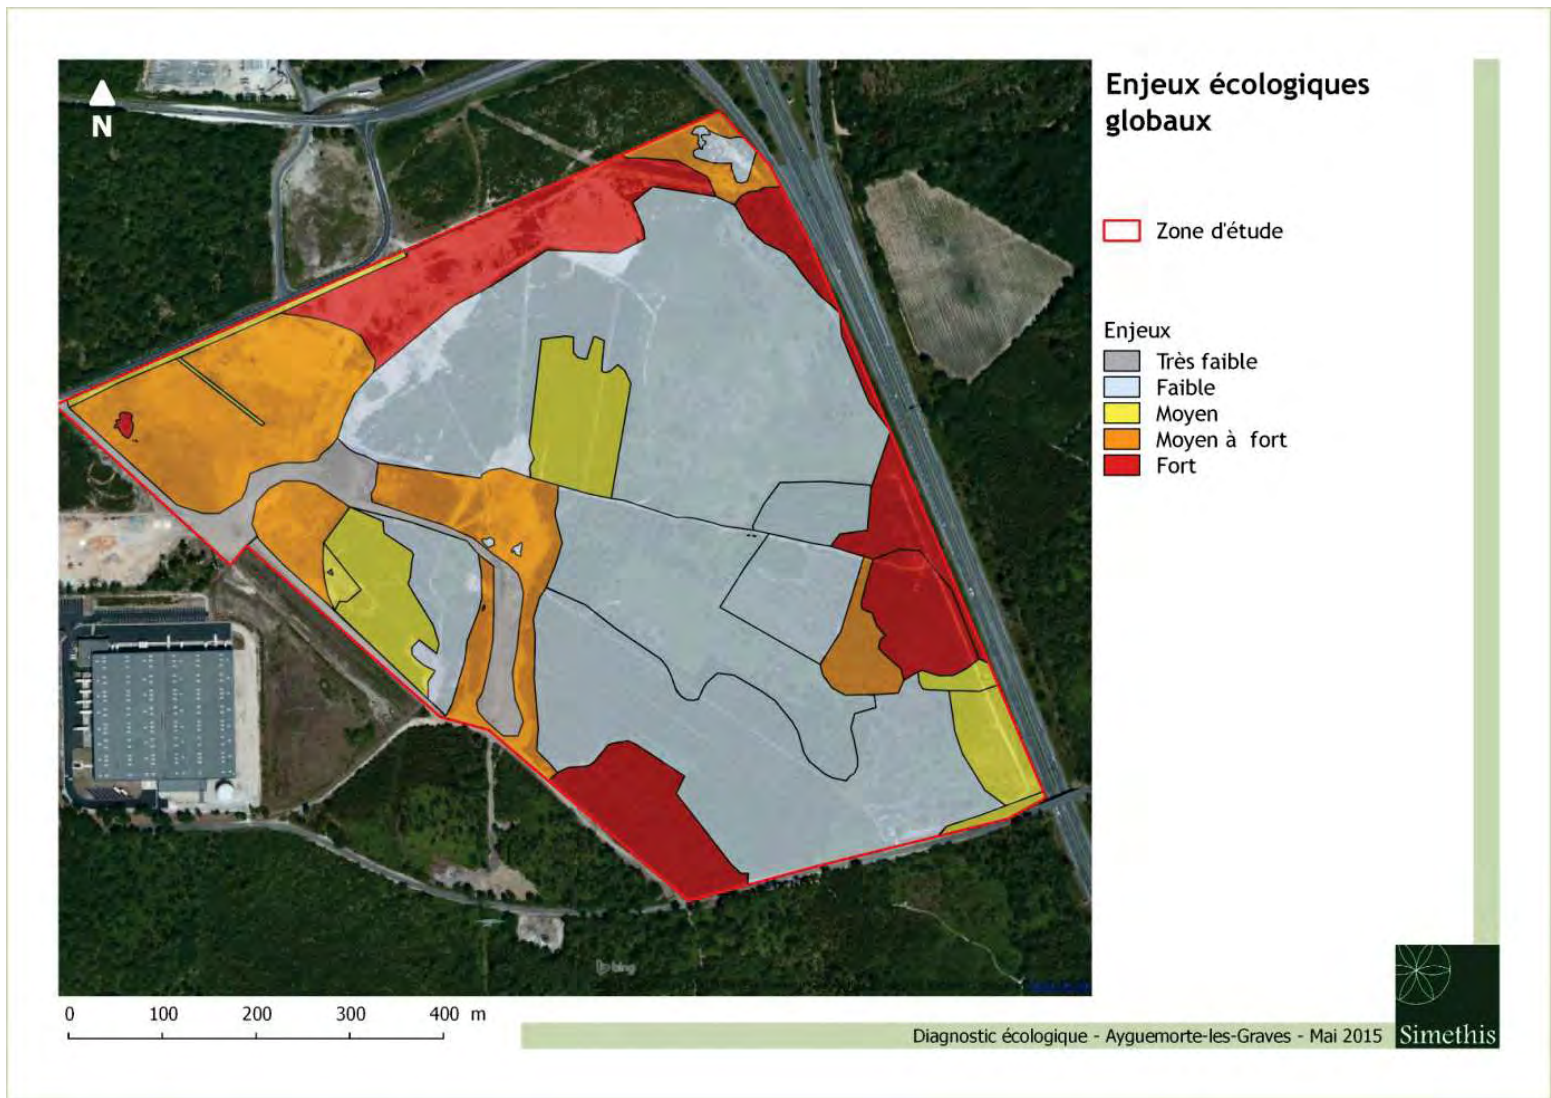 Enjeux écologiques
globaux
N
Zone d'étude
Enjeux
Très faible
Faible
Moyen
Moyen à fort
Fort
bing
0 100 200 300 400 m
Diagnostic écologique - Ayguemorte-les-Graves - Mai 2015
Simethis